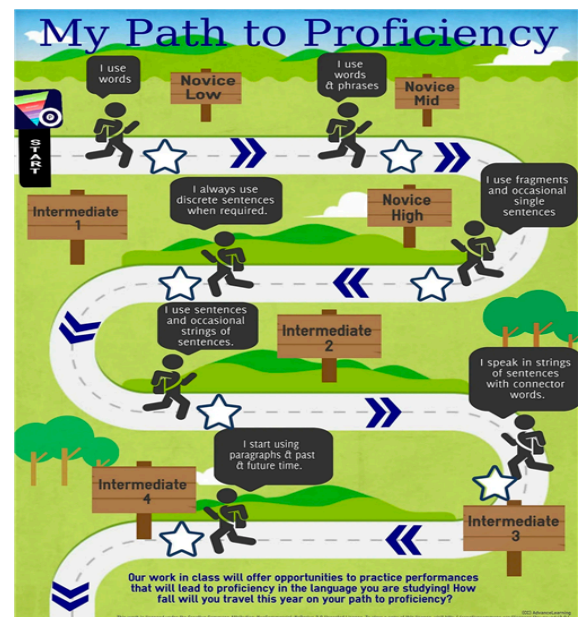 My Path to Proficiency
I use
words
Novice
Low
I use
words
& phrases
Novice
Mid
START
I use fragments
and occasional
single
sentences
Novice
High
I always use
discrete sentences
when required.
Intermediate
1
I use sentences
and occasional
strings of
sentences.
Intermediate
2
I speak in strings
of sentences
with connector
words.
Intermediate
3
I start using
paragraphs & past
& future time.
Intermediate
4
Our work in class will offer opportunities to practice performances
that will lead to proficiency in the language you are studying! How
fall will you travel this year on your path to proficiency?
AdvanceLearning